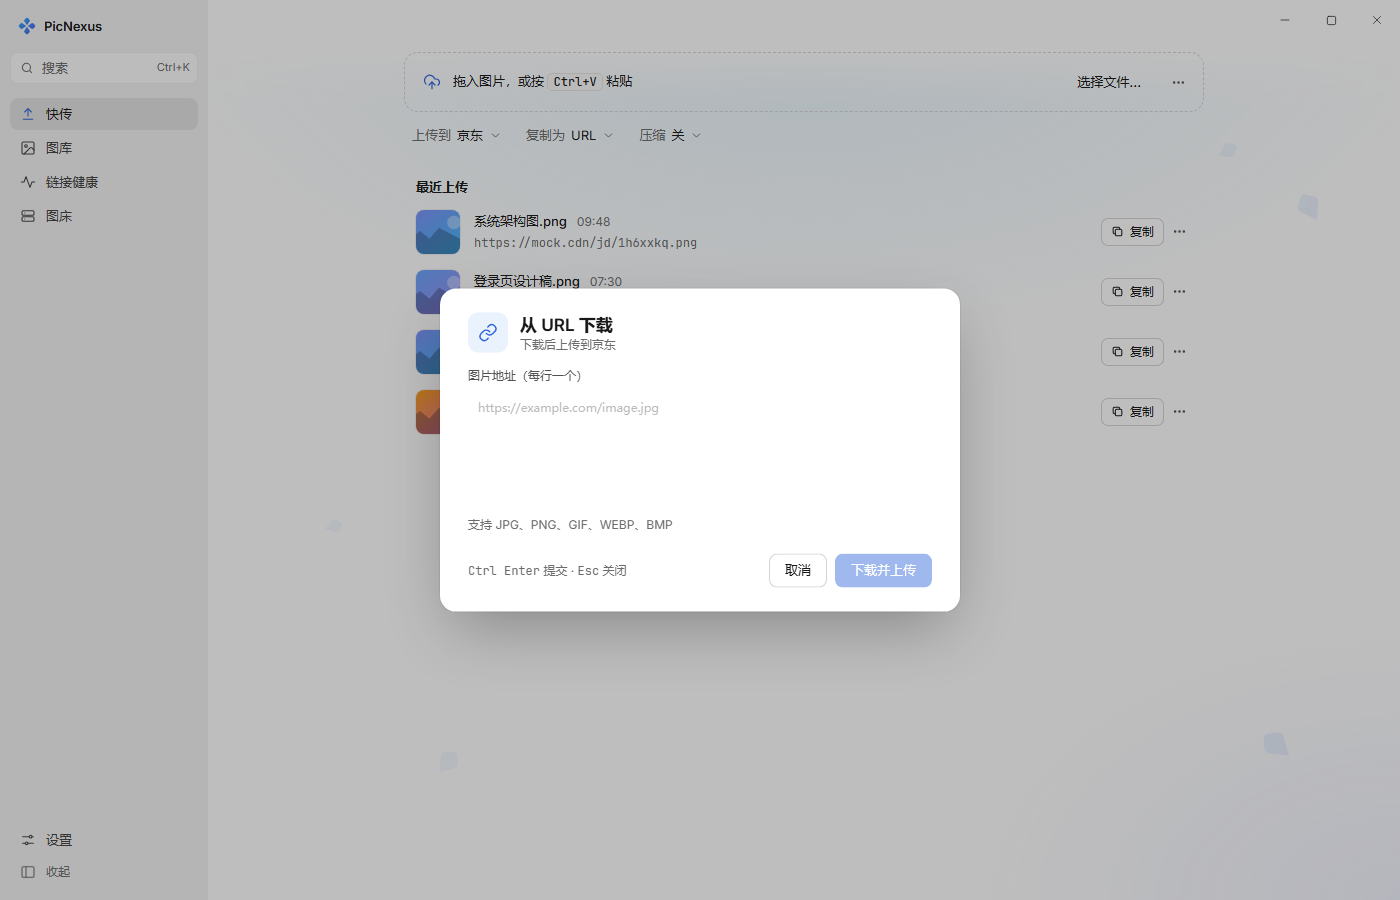 PicNexus
搜索 Ctrl+K
快传
图库
链接健康
图床
设置
收起
拖入图片，或按 Ctrl+V 粘贴
选择文件...
上传到 京东 复制为 URL 压缩 关
最近上传
系统架构图.png 09:48
https://mock.cdn/jd/1h6xxkq.png
复制
登录页设计稿.png 07:30
复制
复制
复制
从 URL 下载
下载后上传到京东
图片地址（每行一个）
https://example.com/image.jpg
支持 JPG、PNG、GIF、WEBP、BMP
Ctrl Enter 提交 · Esc 关闭
取消
下载并上传